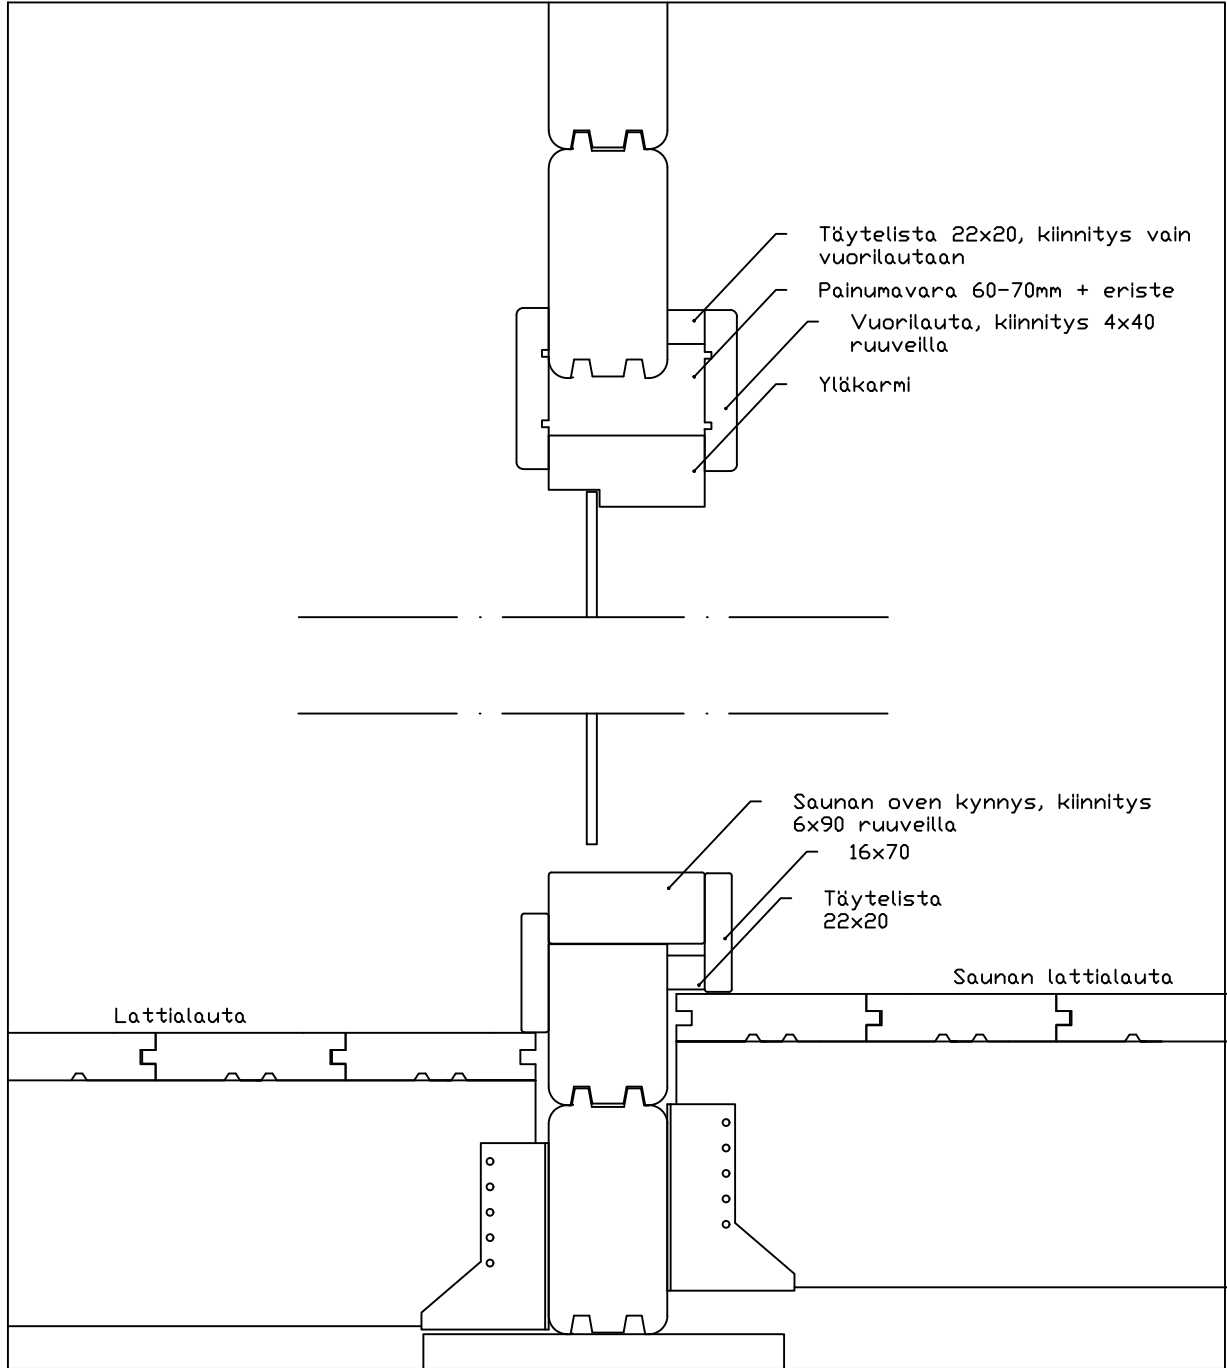 Täytelista 22x20, kiinnitys vain
vuorilautaan
Painumavara 60-70mm + eriste
Vuorilauta, kiinnitys 4x40
ruuveilla
Yläkarmi
Saunan oven kynnys, kiinnitys
6x90 ruuveilla
16x70
Täytelista
22x20
Saunan lattialauta
Lattialauta